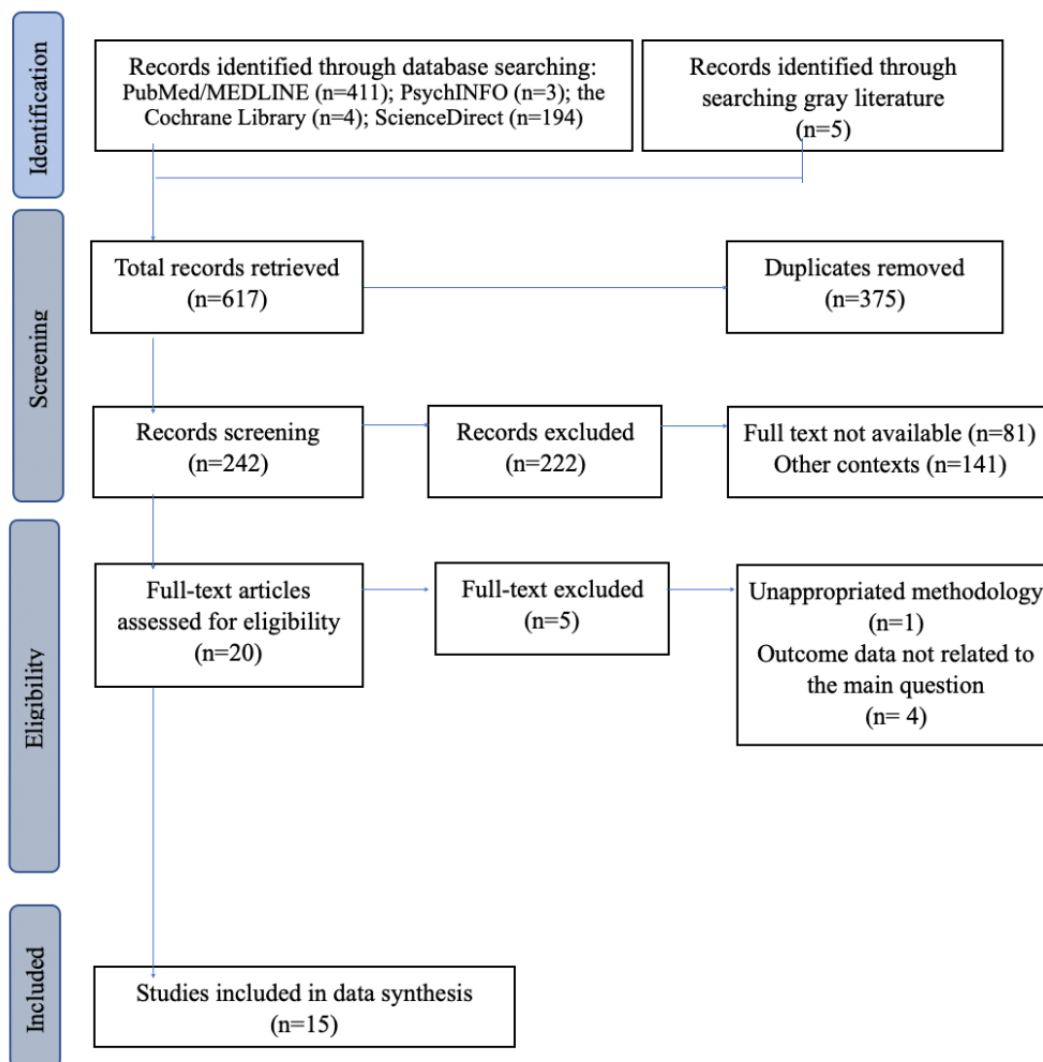 Identification
Records identified through database searching:
PubMed/MEDLINE (n=411); PsychINFO (n=3); the
Cochrane Library (n=4); ScienceDirect (n=194)
Records identified through
searching gray literature
(n=5)
Screening
Total records retrieved
(n=617)
Duplicates removed
(n=375)
Records screening
(n=242)
Records excluded
(n=222)
Full text not available (n=81)
Other contexts (n=141)
Eligibility
Full-text articles
assessed for eligibility
(n=20)
Full-text excluded
(n=5)
Unappropriated methodology
(n=1)
Outcome data not related to
the main question
(n= 4)
Included
Studies included in data synthesis
(n=15)